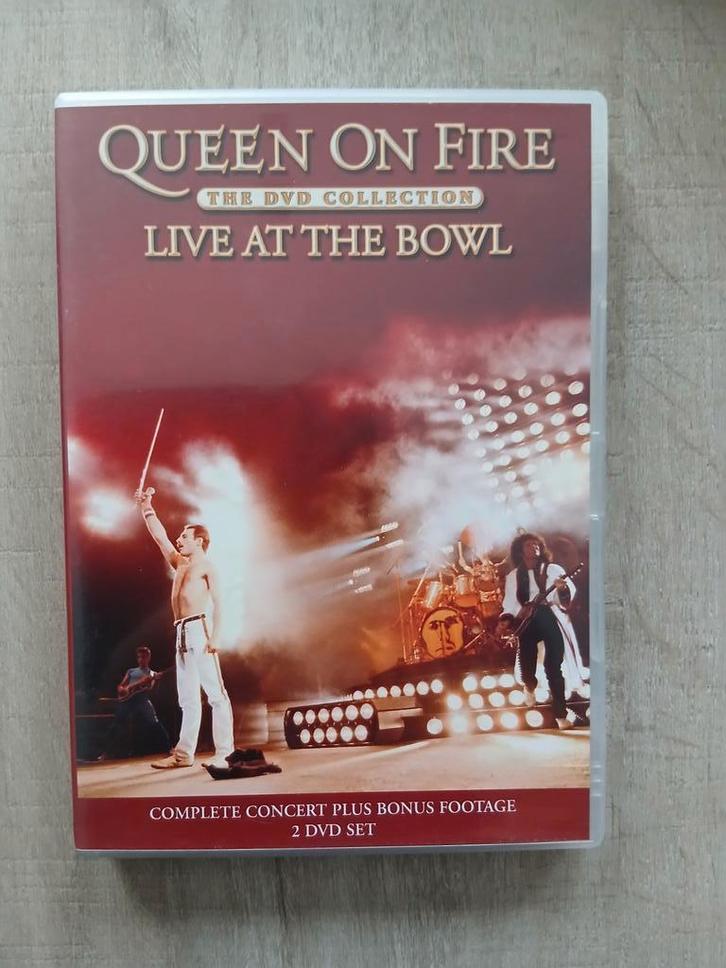 QUEEN ON FIRE
THE DVD COLLECTION
LIVE AT THE BOWL
COMPLETE CONCERT PLUS BONUS FOOTAGE
2 DVD SET